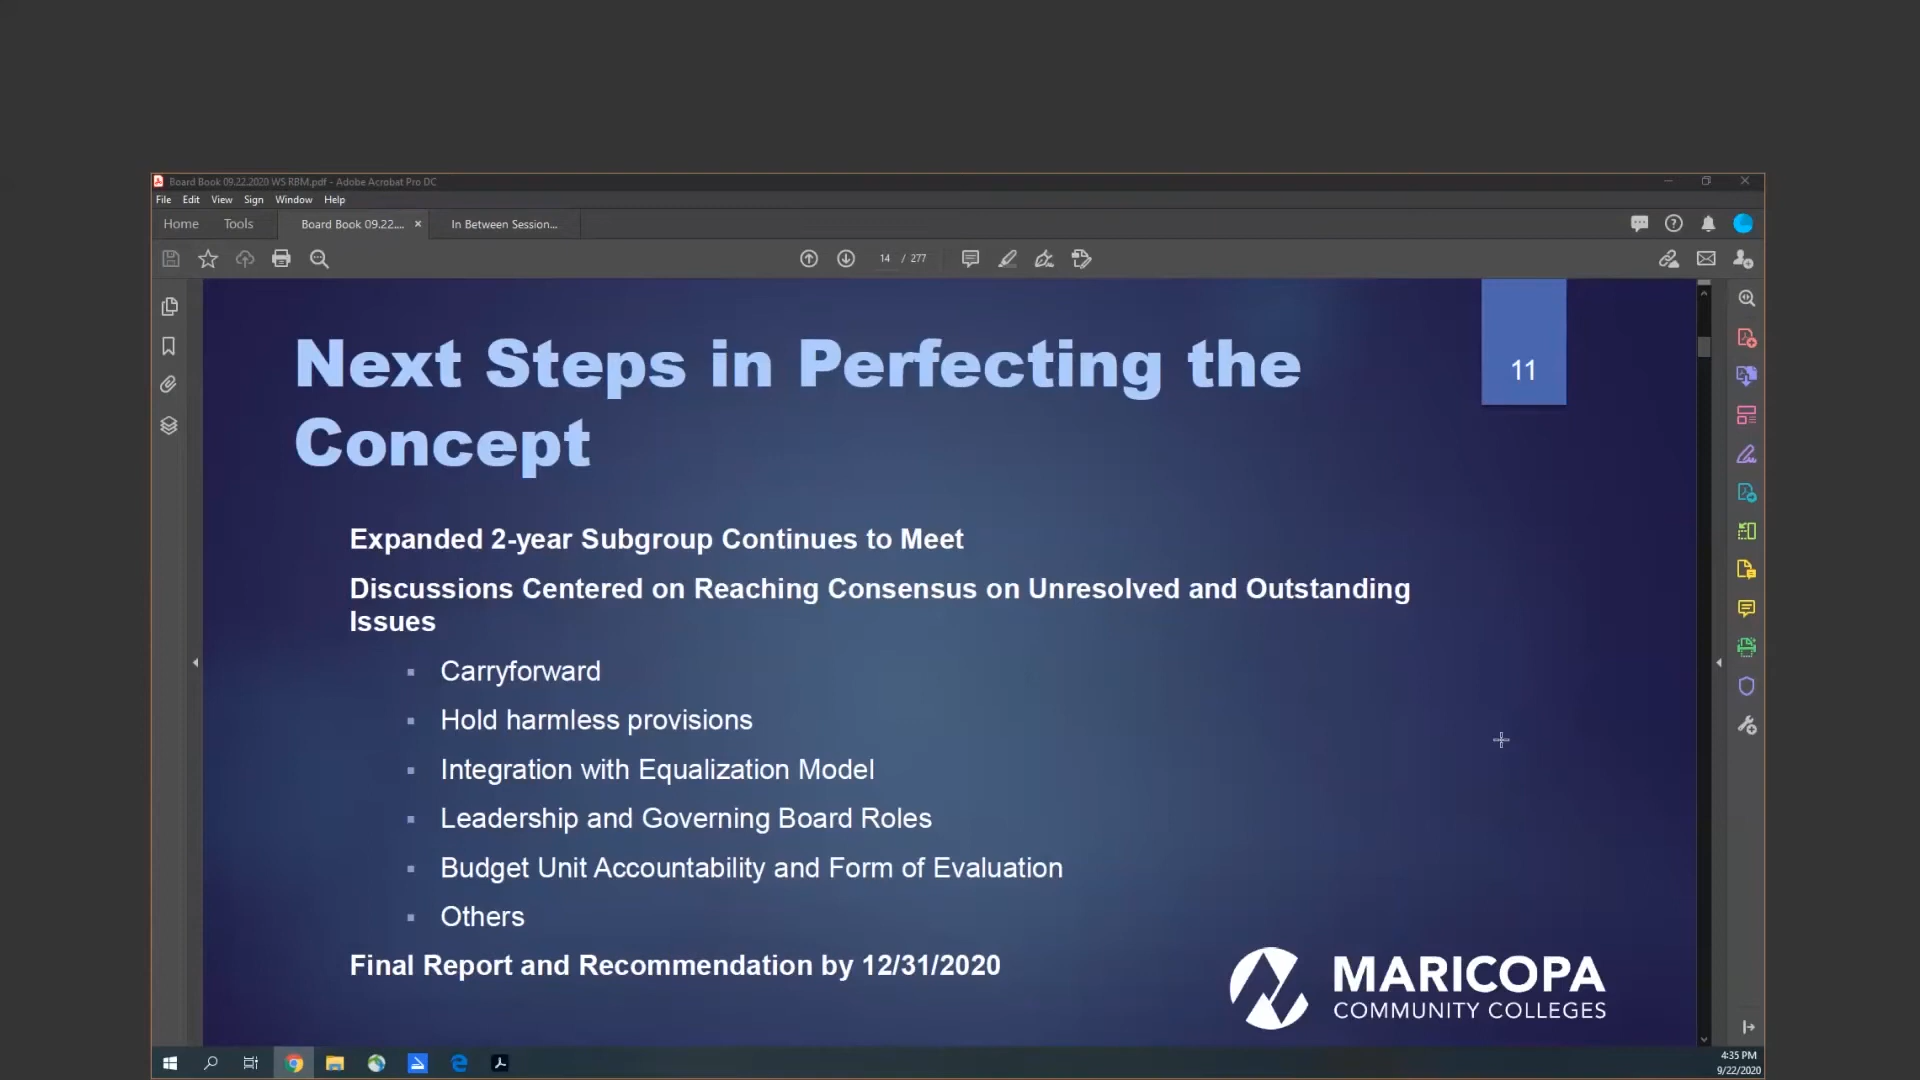 Board Book 09.22.2020 WS RBM.pdf - Adobe Acrobat Pro DC
File Edit View Sign Window Help
Home Tools Board Book 09.22.... × In Between Session...
14 / 277
11
Next Steps in Perfecting the
Concept
Expanded 2-year Subgroup Continues to Meet
Discussions Centered on Reaching Consensus on Unresolved and Outstanding
Issues
▪ Carryforward
▪ Hold harmless provisions
▪ Integration with Equalization Model
▪ Leadership and Governing Board Roles
▪ Budget Unit Accountability and Form of Evaluation
▪ Others
Final Report and Recommendation by 12/31/2020
MARICOPA
COMMUNITY COLLEGES
4:35 PM
9/22/2020